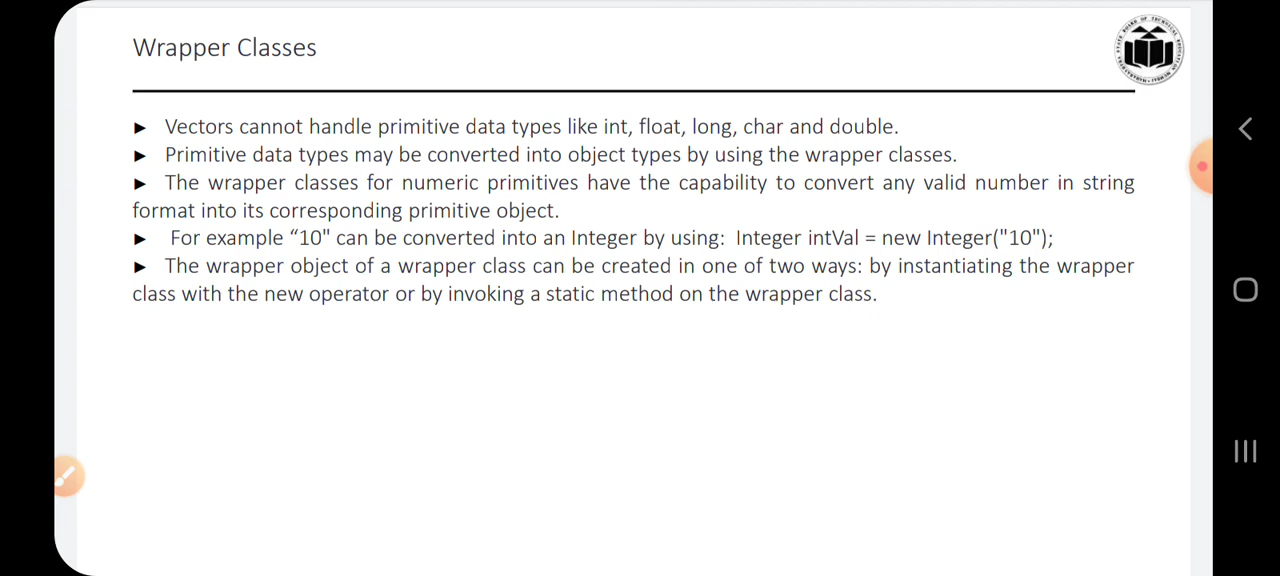 Wrapper Classes
► Vectors cannot handle primitive data types like int, float, long, char and double.
► Primitive data types may be converted into object types by using the wrapper classes.
► The wrapper classes for numeric primitives have the capability to convert any valid number in string
format into its corresponding primitive object.
► For example “10" can be converted into an Integer by using: Integer intVal = new Integer("10");
► The wrapper object of a wrapper class can be created in one of two ways: by instantiating the wrapper
class with the new operator or by invoking a static method on the wrapper class.